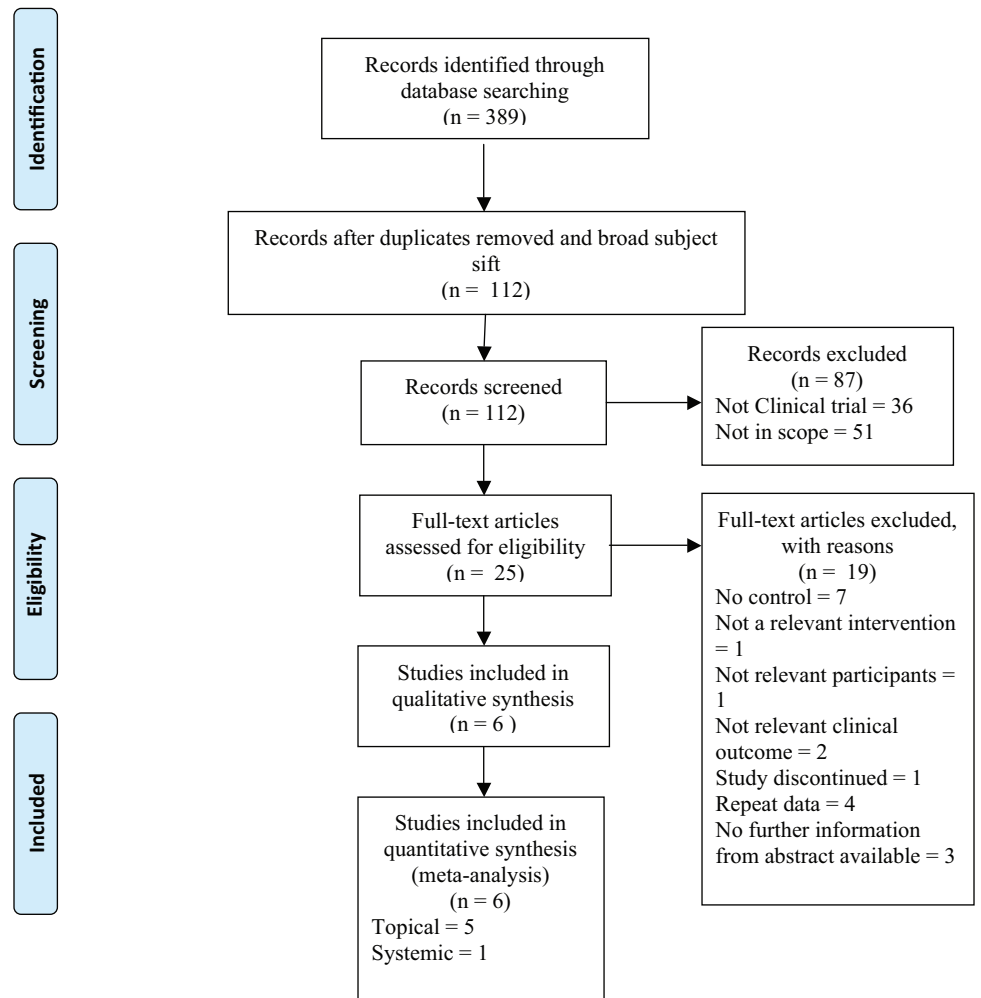 Identification
Records identified through
database searching
(n = 389)
Records after duplicates removed and broad subject
sift
(n = 112)
Screening
Records screened
(n = 112)
Records excluded
(n = 87)
Not Clinical trial = 36
Not in scope = 51
Eligibility
Full-text articles
assessed for eligibility
(n = 25)
Full-text articles excluded,
with reasons
(n = 19)
No control = 7
Not a relevant intervention
= 1
Not relevant participants =
1
Not relevant clinical
outcome = 2
Study discontinued = 1
Repeat data = 4
No further information
from abstract available = 3
Studies included in
qualitative synthesis
(n = 6 )
Included
Studies included in
quantitative synthesis
(meta-analysis)
(n = 6)
Topical = 5
Systemic = 1